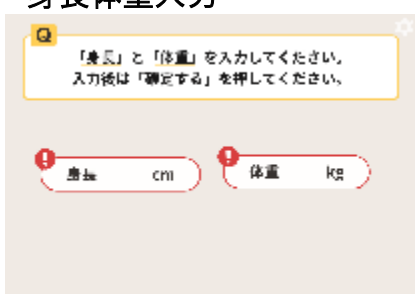 身長体重入力
Q
「身長」と「体重」を入力してください。
入力後は「確定する」を押してください。
! 身長 cm ! 体重 kg